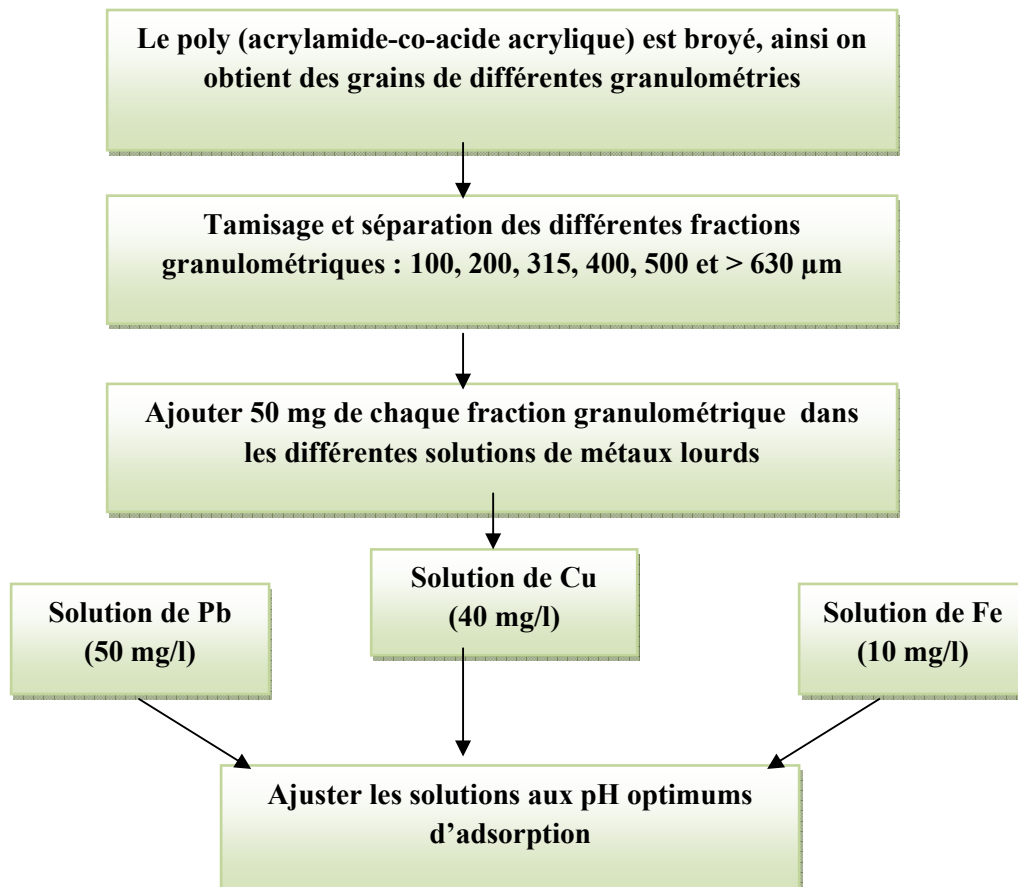 Le poly (acrylamide-co-acide acrylique) est broyé, ainsi on
obtient des grains de différentes granulométries
Tamisage et séparation des différentes fractions
granulométriques : 100, 200, 315, 400, 500 et > 630 µm
Ajouter 50 mg de chaque fraction granulométrique dans
les différentes solutions de métaux lourds
Solution de Pb
(50 mg/l)
Solution de Cu
(40 mg/l)
Solution de Fe
(10 mg/l)
Ajuster les solutions aux pH optimums
d’adsorption